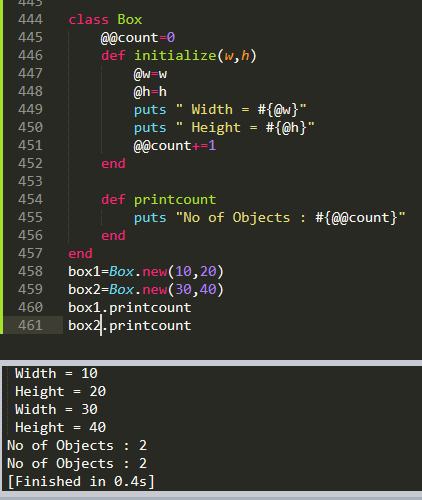 443
444 class Box
445     @@count=0
446     def initialize(w,h)
447         @w=w
448         @h=h
449         puts " Width = #{@w}"
450         puts " Height = #{@h}"
451         @@count+=1
452     end
453
454     def printcount
455         puts "No of Objects : #{@@count}"
456     end
457 end
458 box1=Box.new(10,20)
459 box2=Box.new(30,40)
460 box1.printcount
461 box2.printcount
 Width = 10
 Height = 20
 Width = 30
 Height = 40
No of Objects : 2
No of Objects : 2
[Finished in 0.4s]